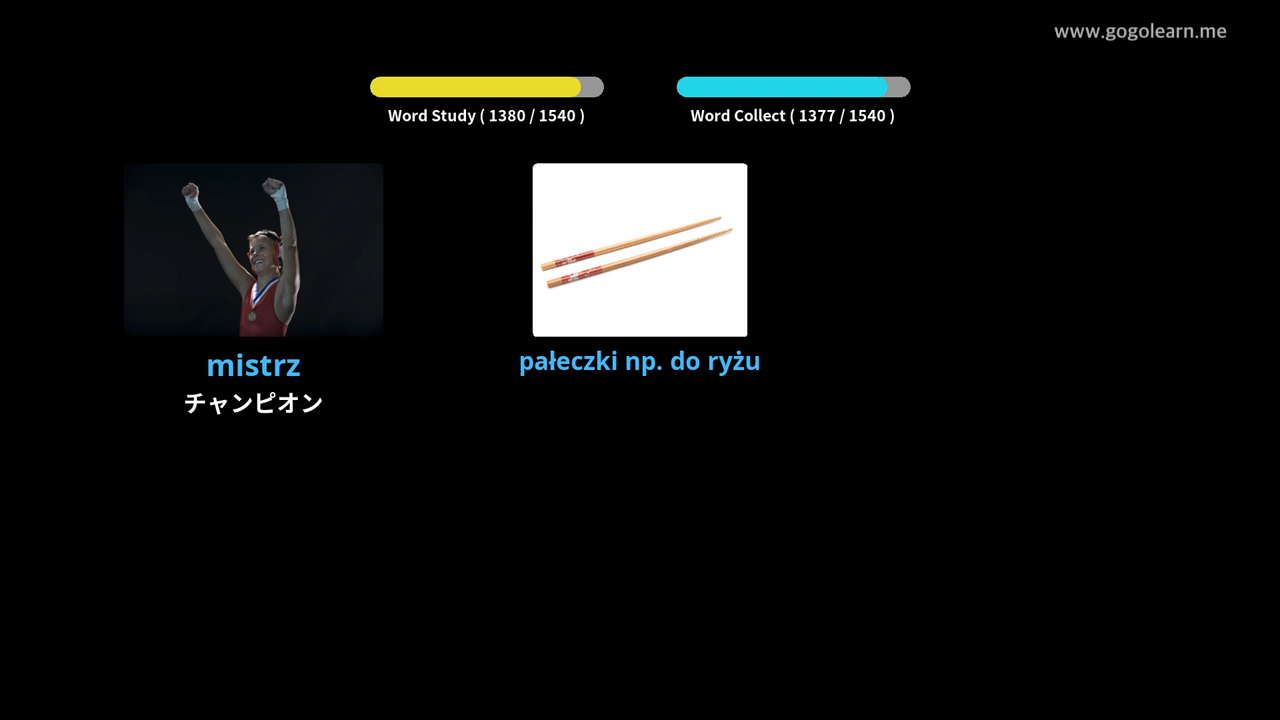 www.gogolearn.me
Word Study ( 1380 / 1540 )
Word Collect ( 1377 / 1540 )
mistrz
チャンピオン
pałeczki np. do ryżu